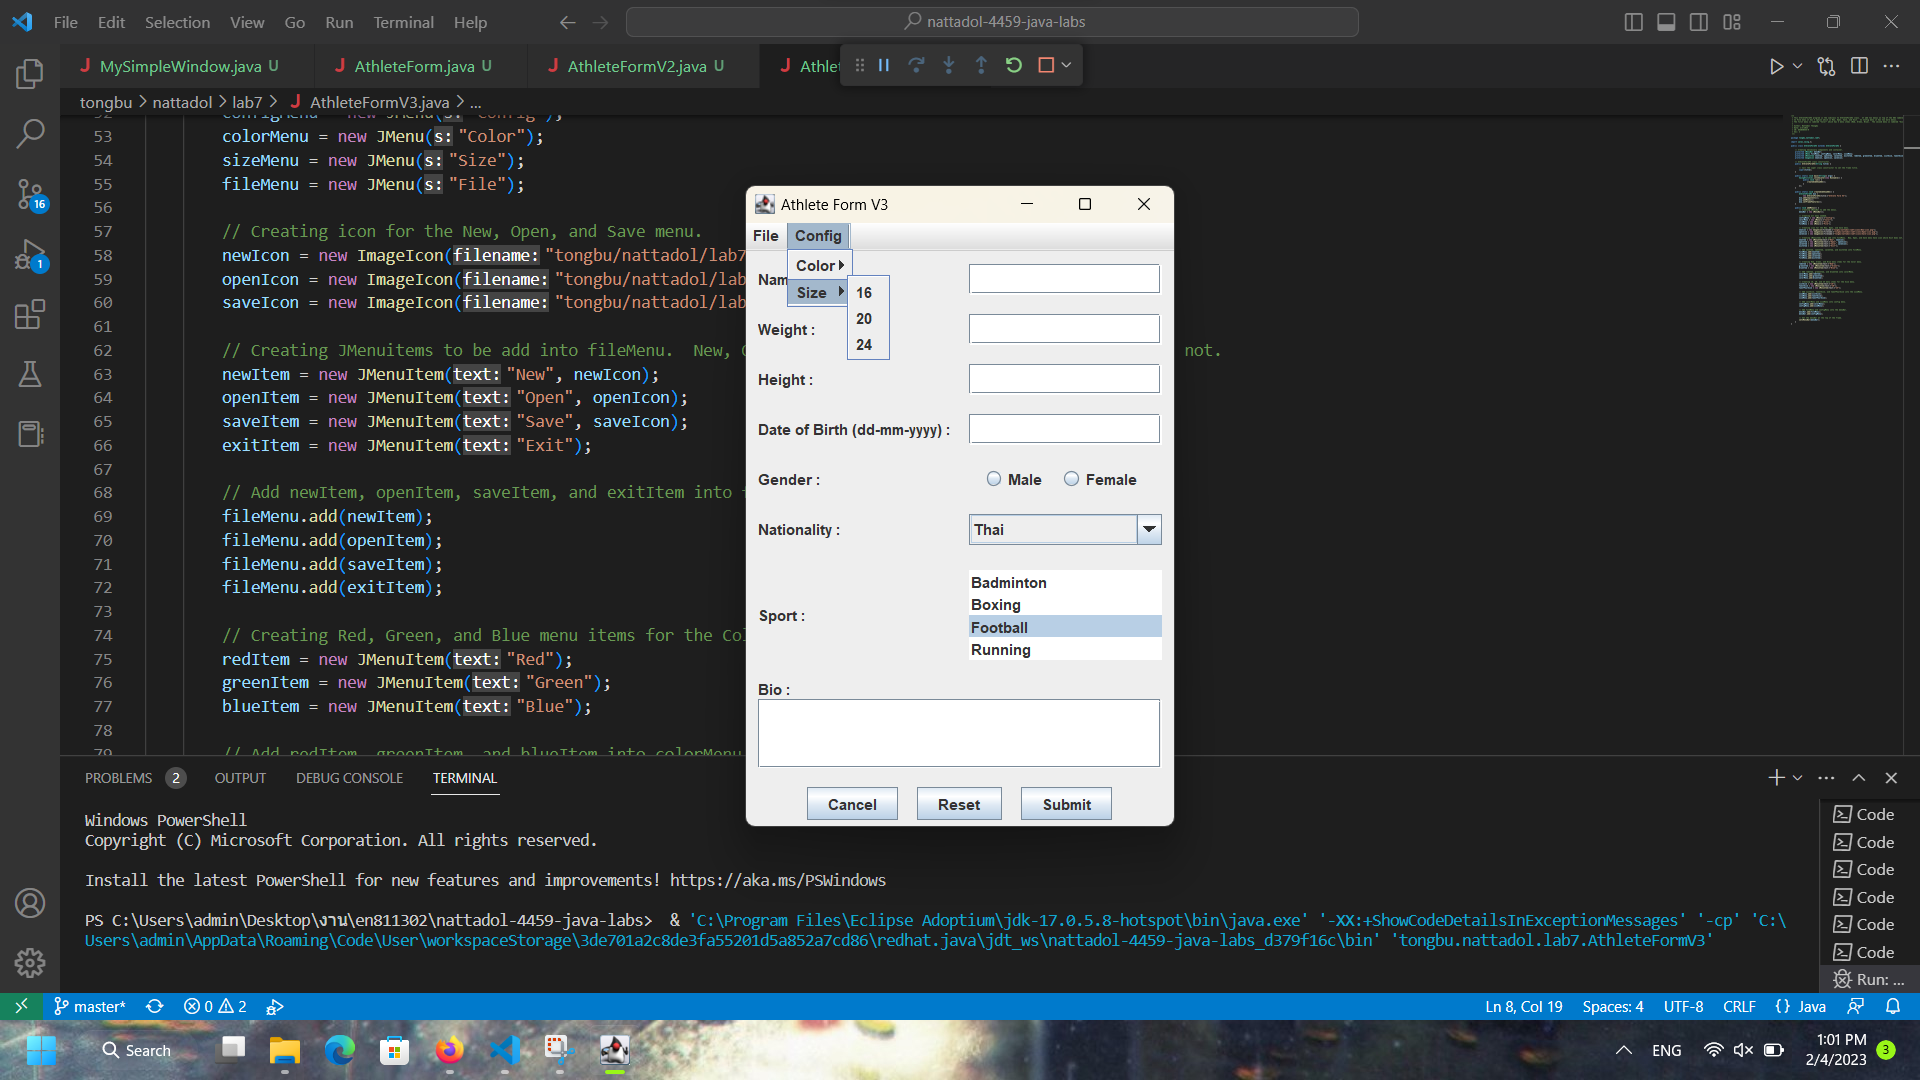 File Edit Selection View Go Run Terminal Help
nattadol-4459-java-labs
MySimpleWindow.java U
AthleteForm.java U
AthleteFormV2.java U
tongbu > nattadol > lab7 > AthleteFormV3.java > ...
53 colorMenu = new JMenu(s: "Color");
54 sizeMenu = new JMenu(s: "Size");
55 fileMenu = new JMenu(s: "File");
56
57 // Creating icon for the New, Open, and Save menu.
58 newIcon = new ImageIcon(filename: "tongbu/nattadol/lab7
59 openIcon = new ImageIcon(filename: "tongbu/nattadol/lab
60 saveIcon = new ImageIcon(filename: "tongbu/nattadol/lab
61
62 // Creating JMenuitems to be add into fileMenu.  New, not.
63 newItem = new JMenuItem(text: "New", newIcon);
64 openItem = new JMenuItem(text: "Open", openIcon);
65 saveItem = new JMenuItem(text: "Save", saveIcon);
66 exitItem = new JMenuItem(text: "Exit");
67
68 // Add newItem, openItem, saveItem, and exitItem into
69 fileMenu.add(newItem);
70 fileMenu.add(openItem);
71 fileMenu.add(saveItem);
72 fileMenu.add(exitItem);
73
74 // Creating Red, Green, and Blue menu items for the Col
75 redItem = new JMenuItem(text: "Red");
76 greenItem = new JMenuItem(text: "Green");
77 blueItem = new JMenuItem(text: "Blue");
78
79 // Add redItem, greenItem, and blueItem into colorMenu
Athlete Form V3
File Config
Color
Size
16
20
24
Weight :
Height :
Date of Birth (dd-mm-yyyy) :
Gender : Male Female
Nationality : Thai
Sport :
Badminton
Boxing
Football
Running
Bio :
Cancel Reset Submit
PROBLEMS 2 OUTPUT DEBUG CONSOLE TERMINAL
Windows PowerShell
Copyright (C) Microsoft Corporation. All rights reserved.
Install the latest PowerShell for new features and improvements! https://aka.ms/PSWindows
PS C:\Users\admin\Desktop\งาน\en811302\nattadol-4459-java-labs>  & 'C:\Program Files\Eclipse Adoptium\jdk-17.0.5.8-hotspot\bin\java.exe' '-XX:+ShowCodeDetailsInExceptionMessages' '-cp' 'C:\
Users\admin\AppData\Roaming\Code\User\workspaceStorage\3de701a2c8de3fa55201d5a852a7cd86\redhat.java\jdt_ws\nattadol-4459-java-labs_d379f16c\bin' 'tongbu.nattadol.lab7.AthleteFormV3'
Code
Code
Code
Code
Code
Code
Run: ...
16
1
master* 0 2
Ln 8, Col 19 Spaces: 4 UTF-8 CRLF {} Java
Search
ENG
1:01 PM
2/4/2023
3